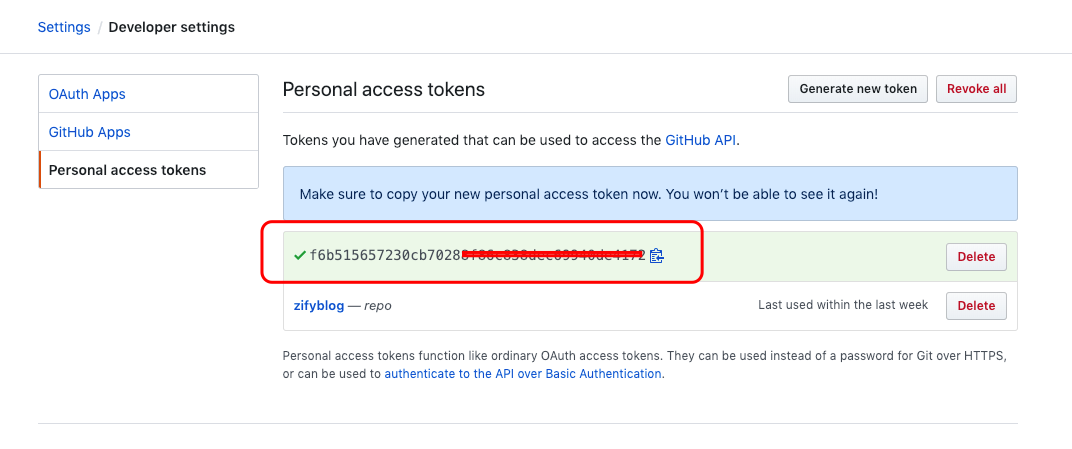 Settings / Developer settings
OAuth Apps
GitHub Apps
Personal access tokens
Personal access tokens
Generate new token
Revoke all
Tokens you have generated that can be used to access the GitHub API.
Make sure to copy your new personal access token now. You won’t be able to see it again!
f6b515657230cb7028
Delete
zifyblog — repo
Last used within the last week
Delete
Personal access tokens function like ordinary OAuth access tokens. They can be used instead of a password for Git over HTTPS,
or can be used to authenticate to the API over Basic Authentication.